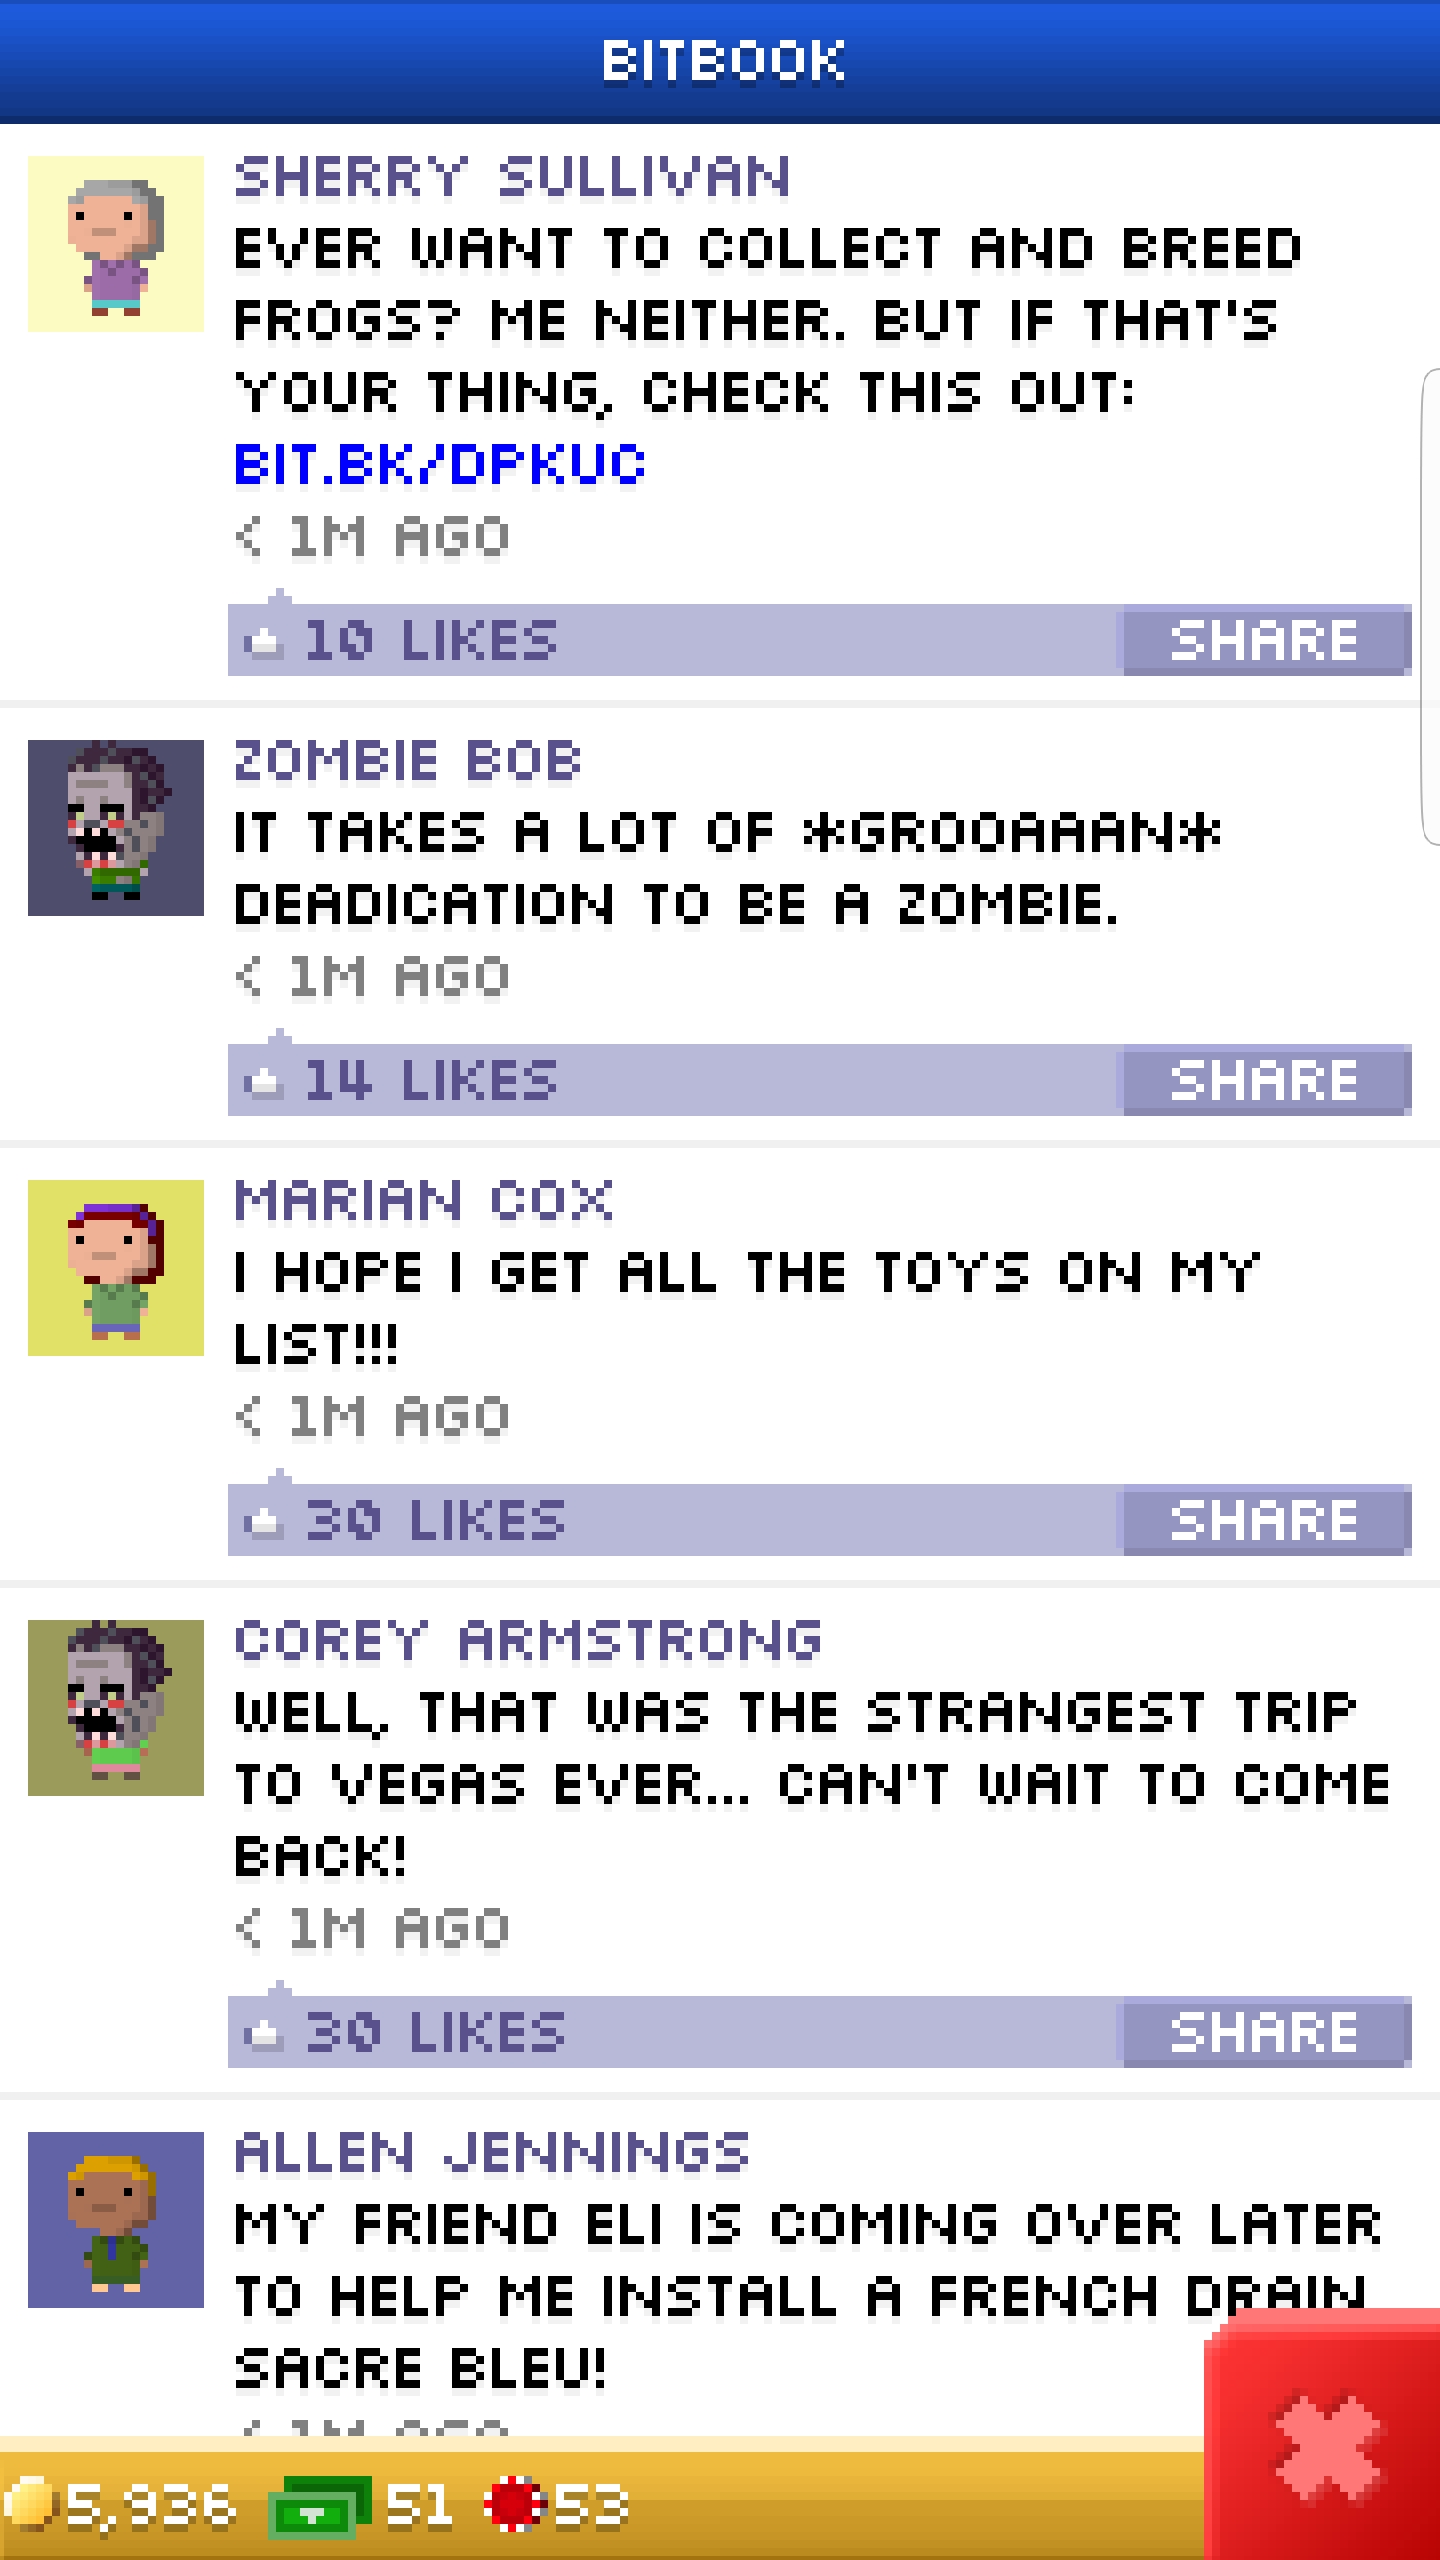 BITBOOK
SHERRY SULLIVAN
EVER WANT TO COLLECT AND BREED
FROGS? ME NEITHER. BUT IF THAT'S
YOUR THING, CHECK THIS OUT:
BIT.BK/DPKUC
< 1M AGO
10 LIKES
SHARE
ZOMBIE BOB
IT TAKES A LOT OF *GROOAAAN*
DEADICATION TO BE A ZOMBIE.
< 1M AGO
14 LIKES
SHARE
MARIAN COX
I HOPE I GET ALL THE TOYS ON MY
LIST!!!
< 1M AGO
30 LIKES
SHARE
COREY ARMSTRONG
WELL, THAT WAS THE STRANGEST TRIP
TO VEGAS EVER... CAN'T WAIT TO COME
BACK!
< 1M AGO
30 LIKES
SHARE
ALLEN JENNINGS
MY FRIEND ELI IS COMING OVER LATER
TO HELP ME INSTALL A FRENCH DRAIN
SACRE BLEU!
< 1M AGO
5,936 51 53